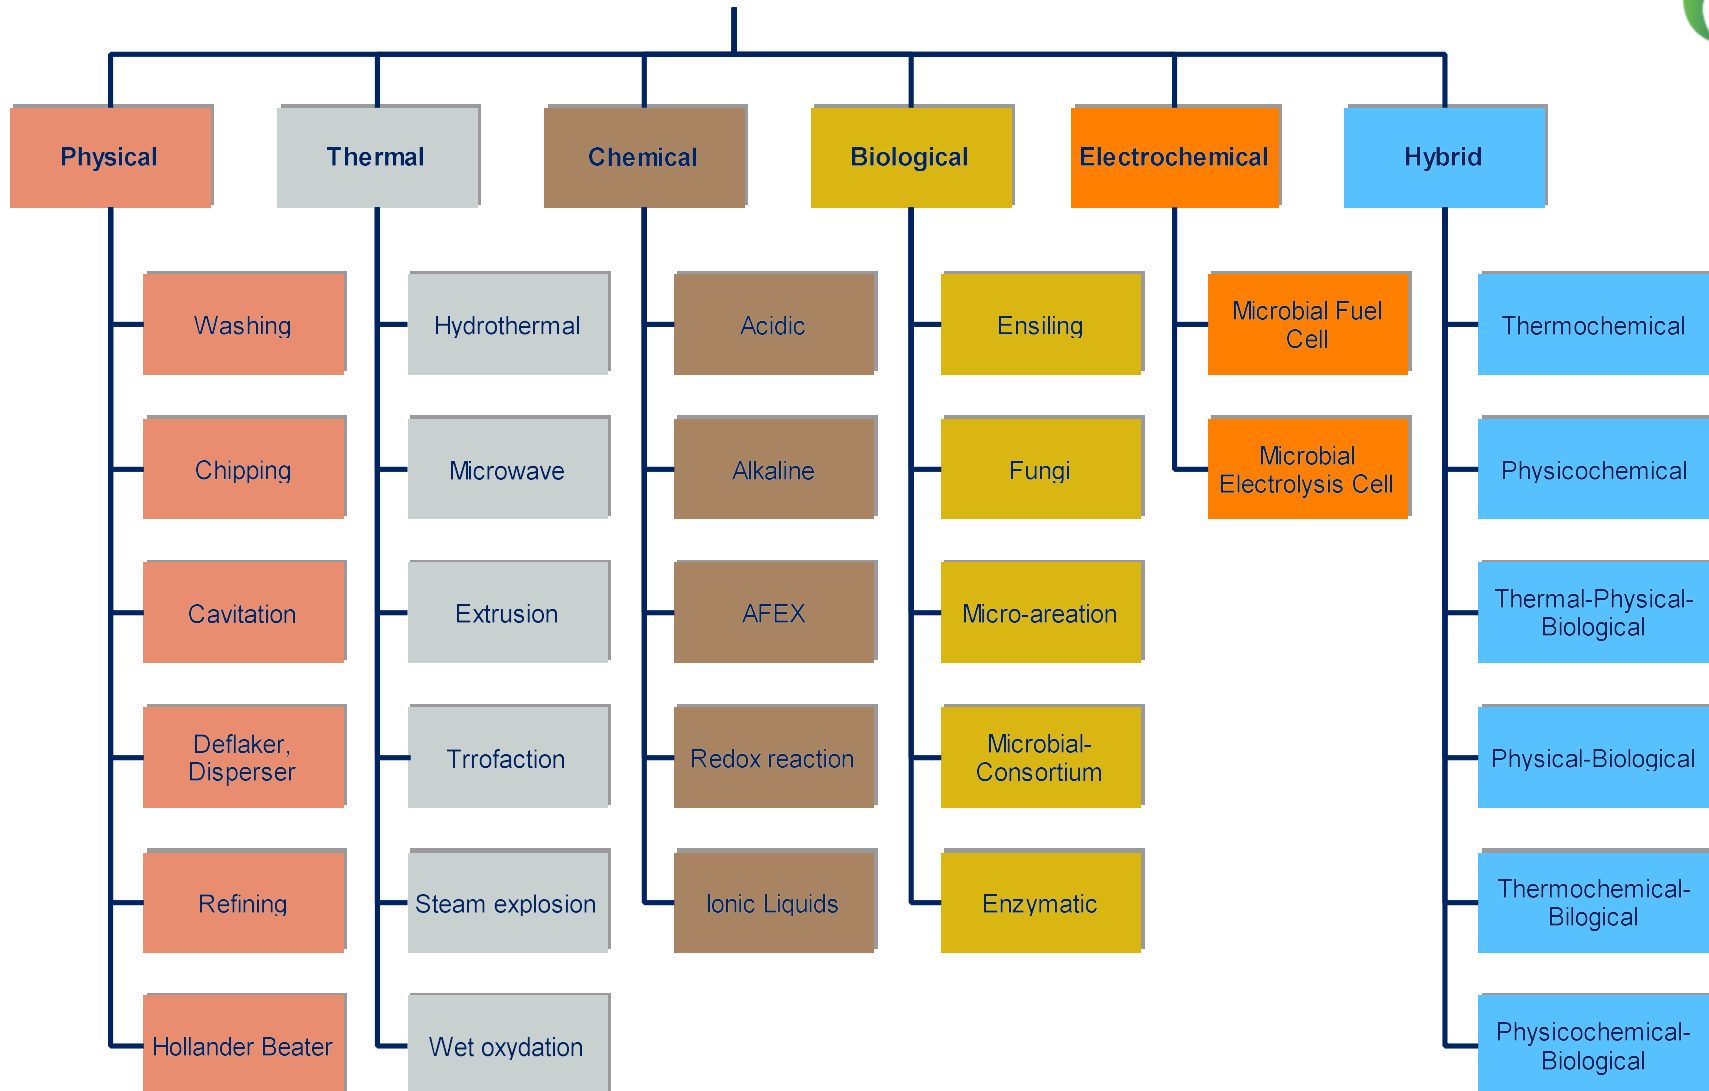 Physical
Thermal
Chemical
Biological
Electrochemical
Hybrid
Washing
Hydrothermal
Acidic
Ensiling
Microbial Fuel
Cell
Thermochemical
Chipping
Microwave
Alkaline
Fungi
Microbial
Electrolysis Cell
Physicochemical
Cavitation
Extrusion
AFEX
Micro-areation
Thermal-Physical-
Biological
Deflaker,
Disperser
Trrofaction
Redox reaction
Microbial-
Consortium
Physical-Biological
Refining
Steam explosion
Ionic Liquids
Enzymatic
Thermochemical-
Bilogical
Hollander Beater
Wet oxydation
Physicochemical-
Biological